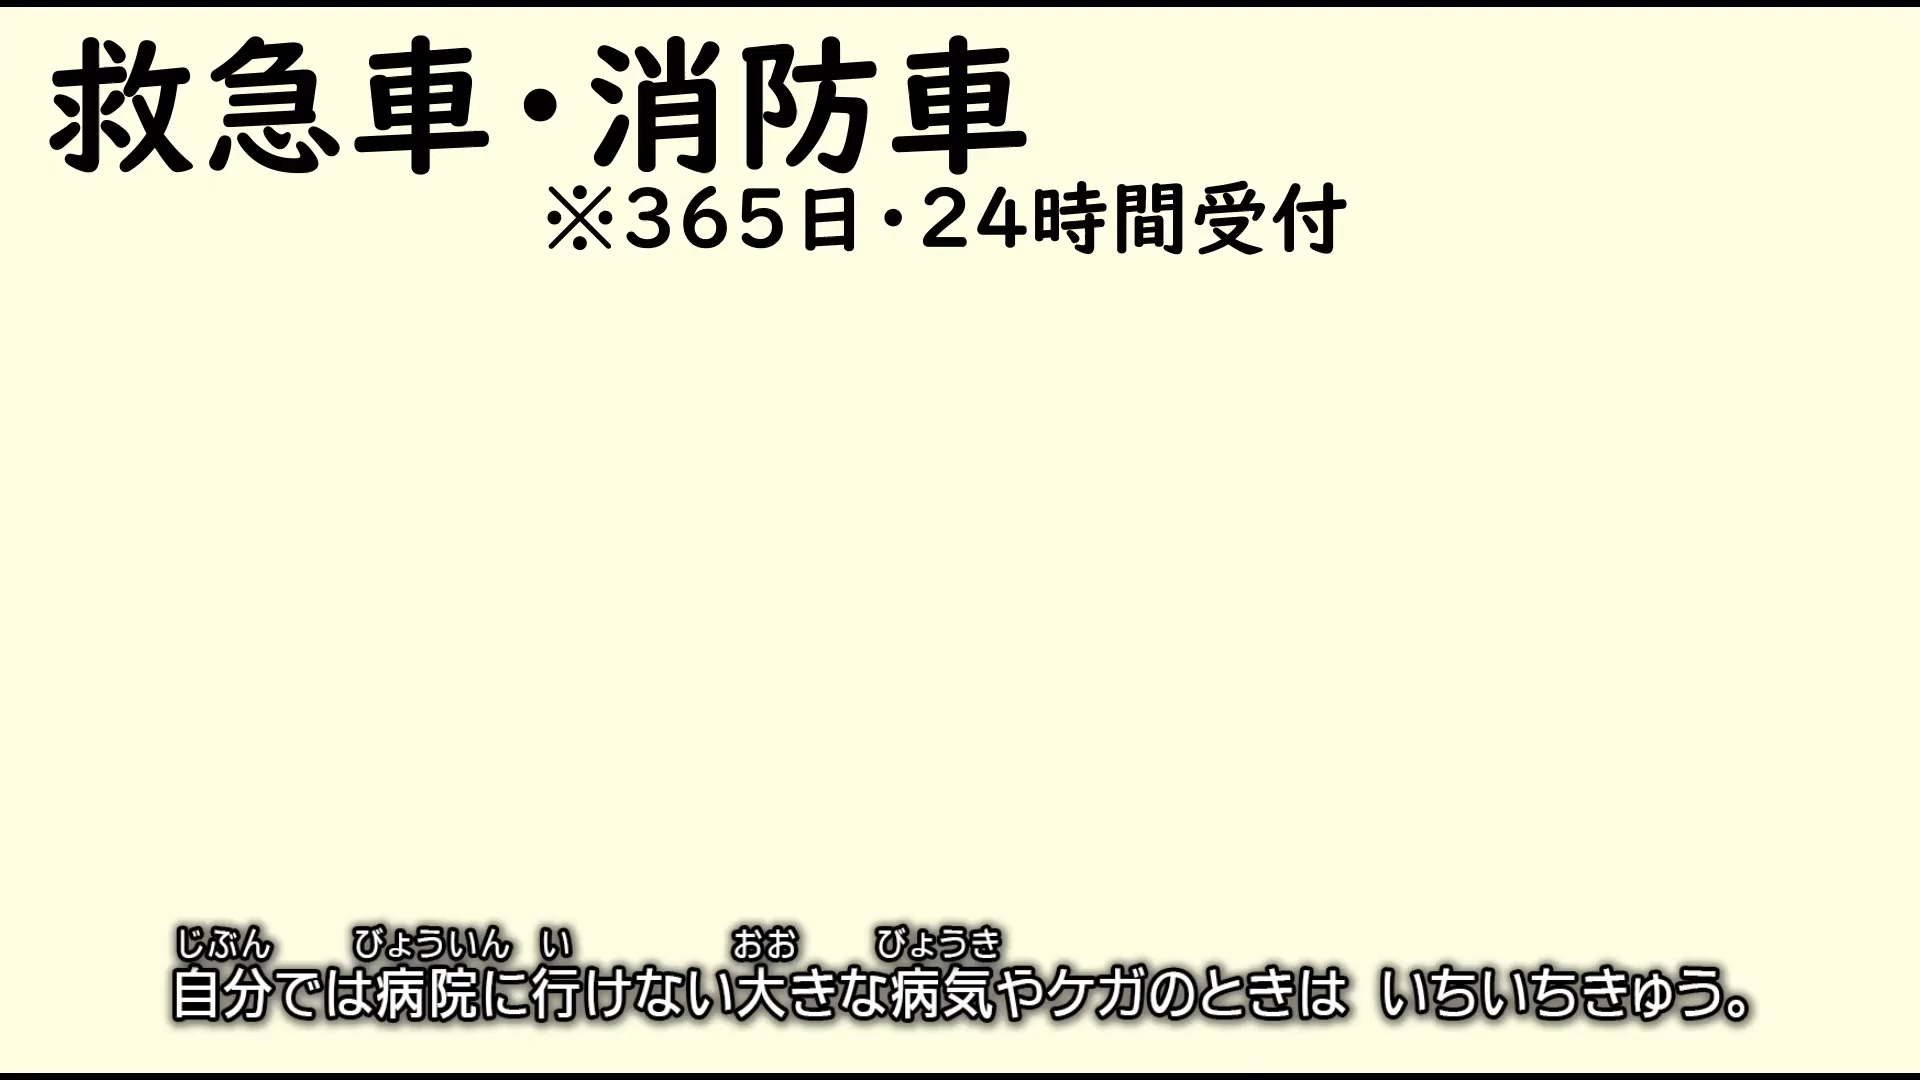 救急車・消防車
※365日・24時間受付
じぶん びょういん い おお びょうき
自分では病院に行けない大きな病気やケガのときは いちいちきゅう。